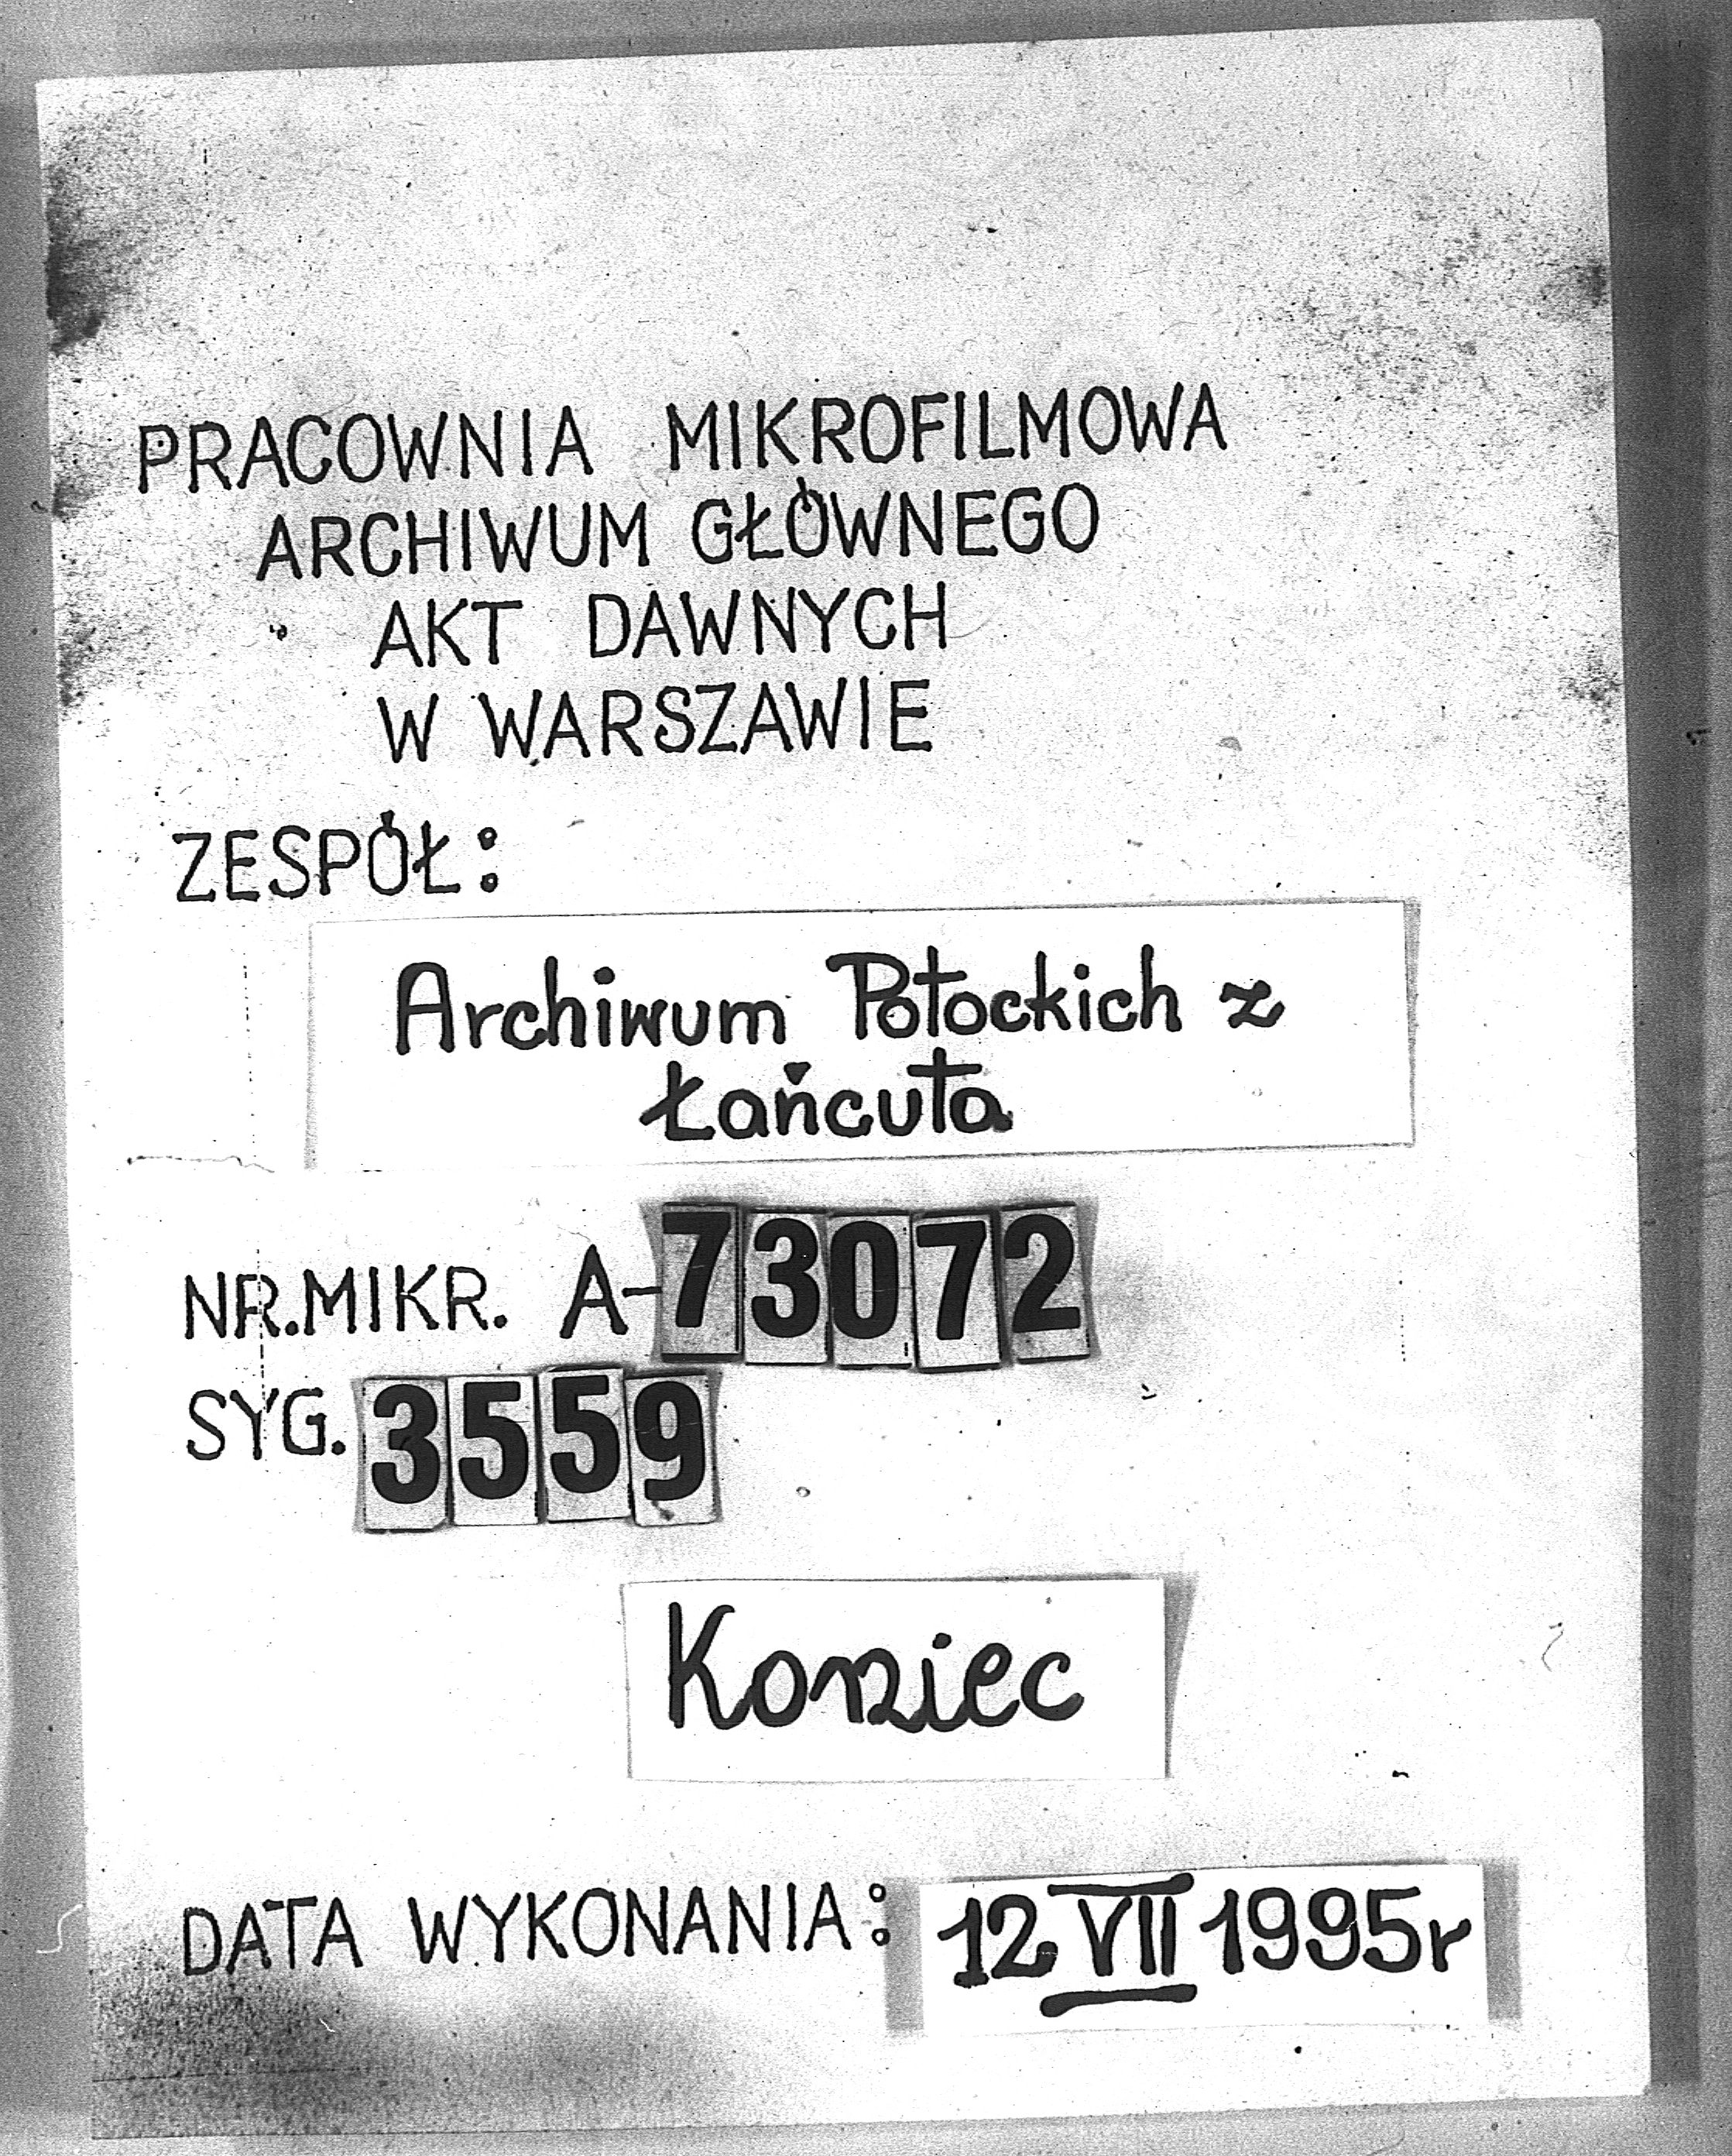 PRACOWNIA MIKROFILMOWA
ARCHIWUM GŁÓWNEGO
AKT DAWNYCH
W WARSZAWIE
ZESPÓŁ:
Archiwum Potockich z
Łańcuta
NR.MIKR. A-73072
SYG. 3559
Koniec
DATA WYKONANIA: 12 VII 1995r